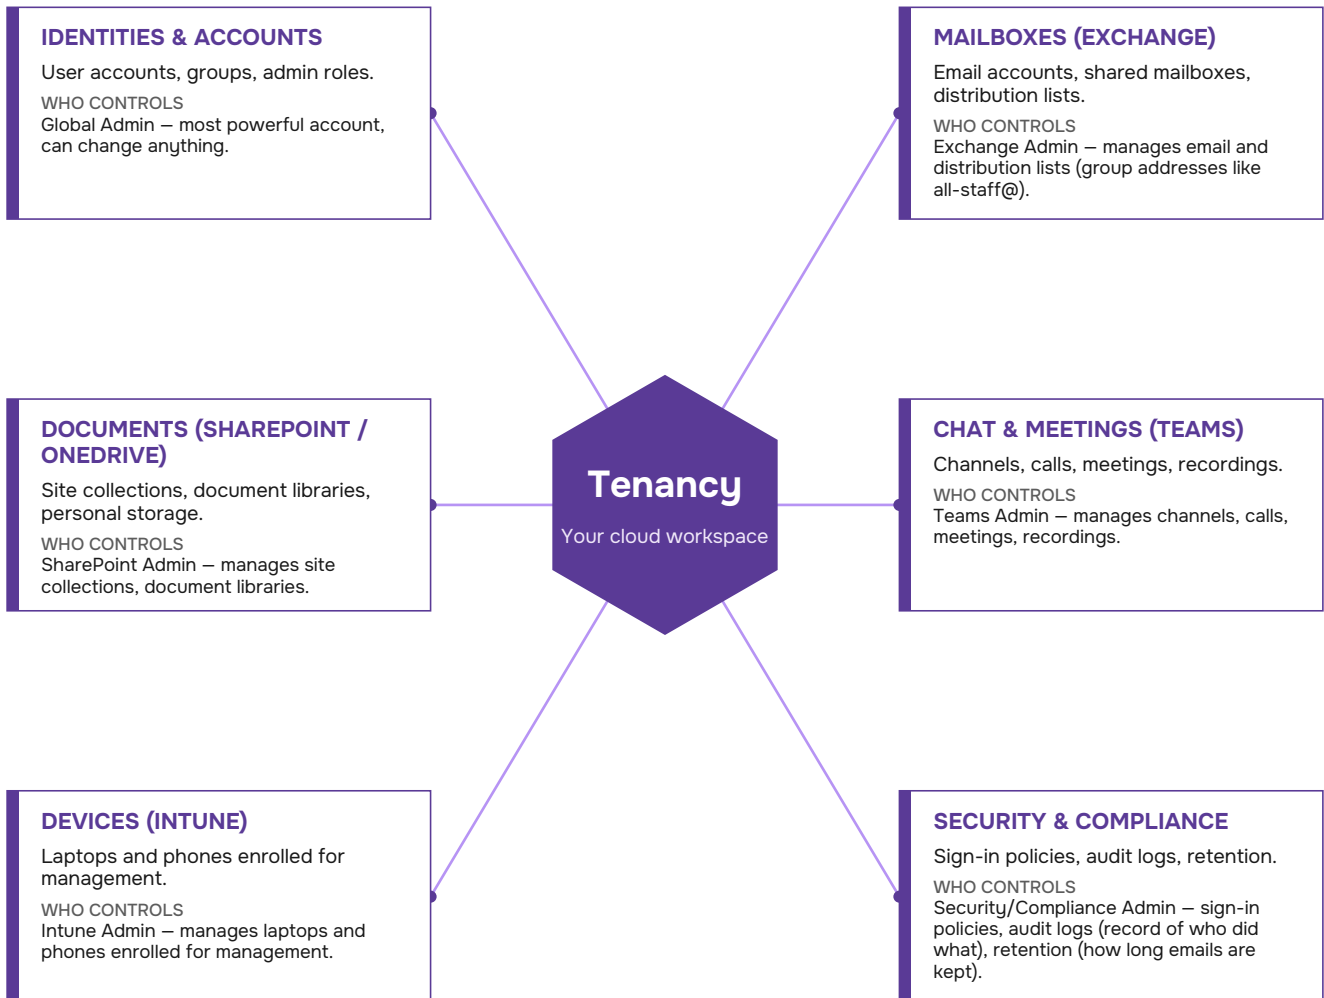 IDENTITIES & ACCOUNTS
User accounts, groups, admin roles.
WHO CONTROLS
Global Admin — most powerful account,
can change anything.
MAILBOXES (EXCHANGE)
Email accounts, shared mailboxes,
distribution lists.
WHO CONTROLS
Exchange Admin — manages email and
distribution lists (group addresses like
all-staff@).
DOCUMENTS (SHAREPOINT /
ONEDRIVE)
Site collections, document libraries,
personal storage.
WHO CONTROLS
SharePoint Admin — manages site
collections, document libraries.
Tenancy
Your cloud workspace
CHAT & MEETINGS (TEAMS)
Channels, calls, meetings, recordings.
WHO CONTROLS
Teams Admin — manages channels, calls,
meetings, recordings.
DEVICES (INTUNE)
Laptops and phones enrolled for
management.
WHO CONTROLS
Intune Admin — manages laptops and
phones enrolled for management.
SECURITY & COMPLIANCE
Sign-in policies, audit logs, retention.
WHO CONTROLS
Security/Compliance Admin — sign-in
policies, audit logs (record of who did
what), retention (how long emails are
kept).